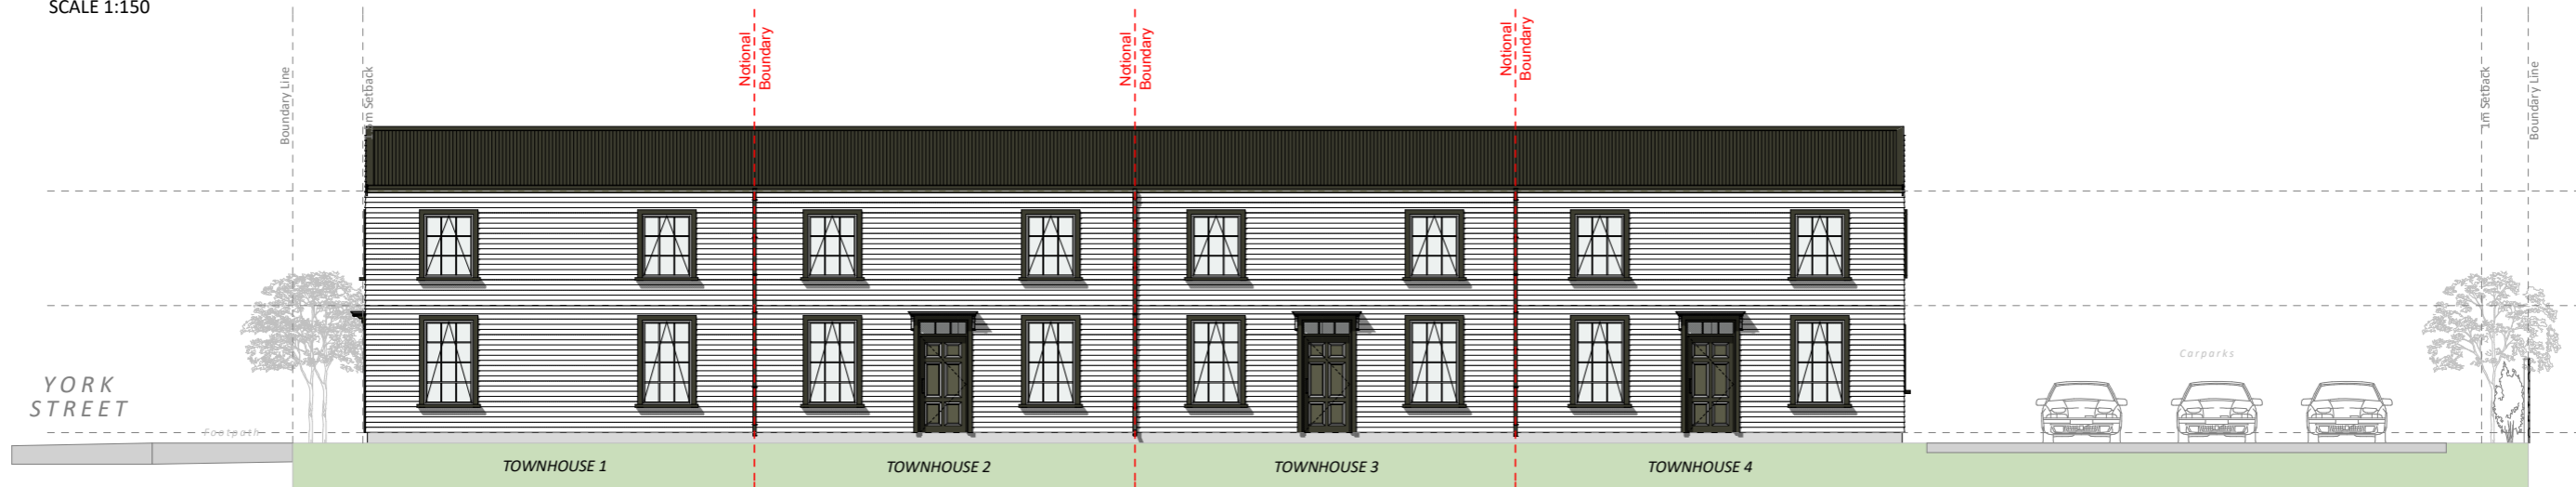 SCALE 1:150
Boundary Line
m Setback
Notional
Boundary
Notional
Boundary
Notional
Boundary
1m Setback
Boundary Line
YORK
STREET
Footpath
Carparks
TOWNHOUSE 1
TOWNHOUSE 2
TOWNHOUSE 3
TOWNHOUSE 4